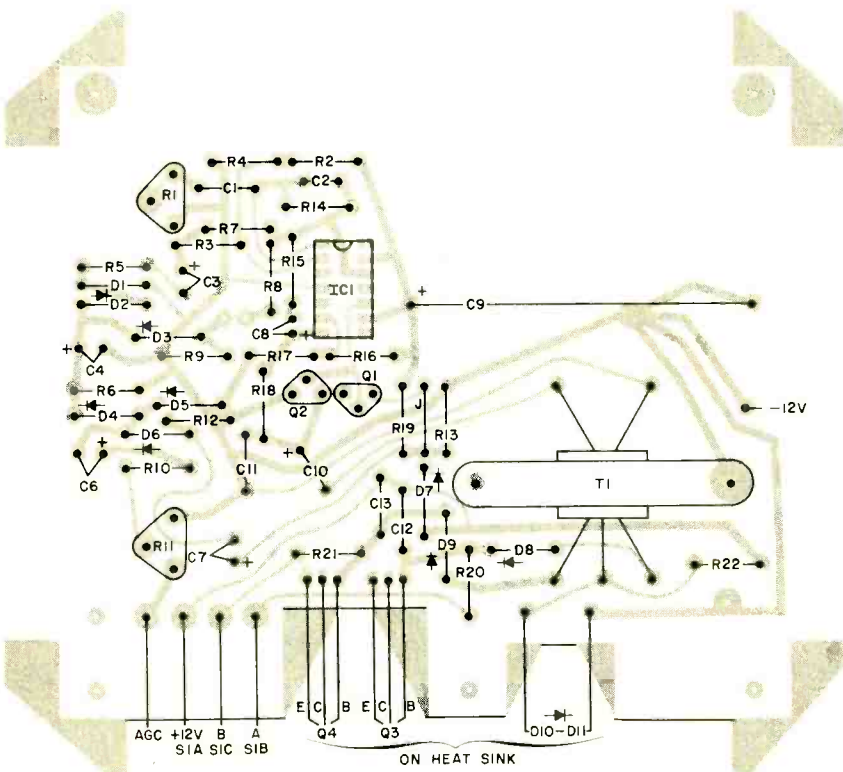 R4 R2
R1 C1 C2
R14
R7
R3 R15
R5 + C3 R8 IC1
D1
D2 + C9
D3 C8 +
R9 R17 R16
+ C4
R6 R18 Q2 Q1
D5 J -12V
D4 R12 R19 R13
D6
+ C6 R10 C11 + C10 T1
C13 D7
C12
R11 C7 + R21 D9 D8
R20 R22
E C B E C B
AGC +12V B A Q4 Q3 D10-D11
S1A S1C S1B
ON HEAT SINK